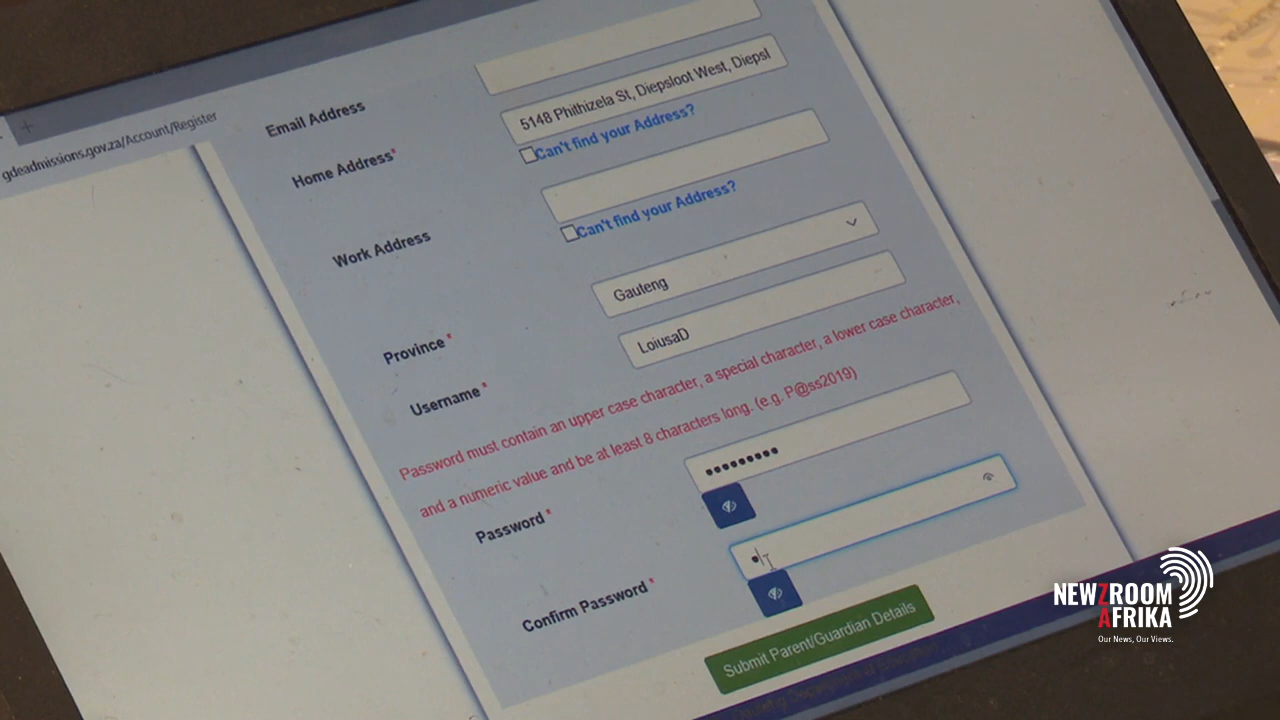 gdeadmissions.gov.za/Account/Register
Email Address
5148 Phithizela St, Diepsloot West, Diepsl
Home Address*
Can't find your Address?
Work Address
Can't find your Address?
Gauteng
Province *
LoiusaD
Username *
Password must contain an upper case character, a special character, a lower case character,
and a numeric value and be at least 8 characters long. (e.g. P@ss2019)
Password *
Confirm Password *
Submit Parent/Guardian Details
NEWZROOM
AFRIKA
Our News, Our Views.